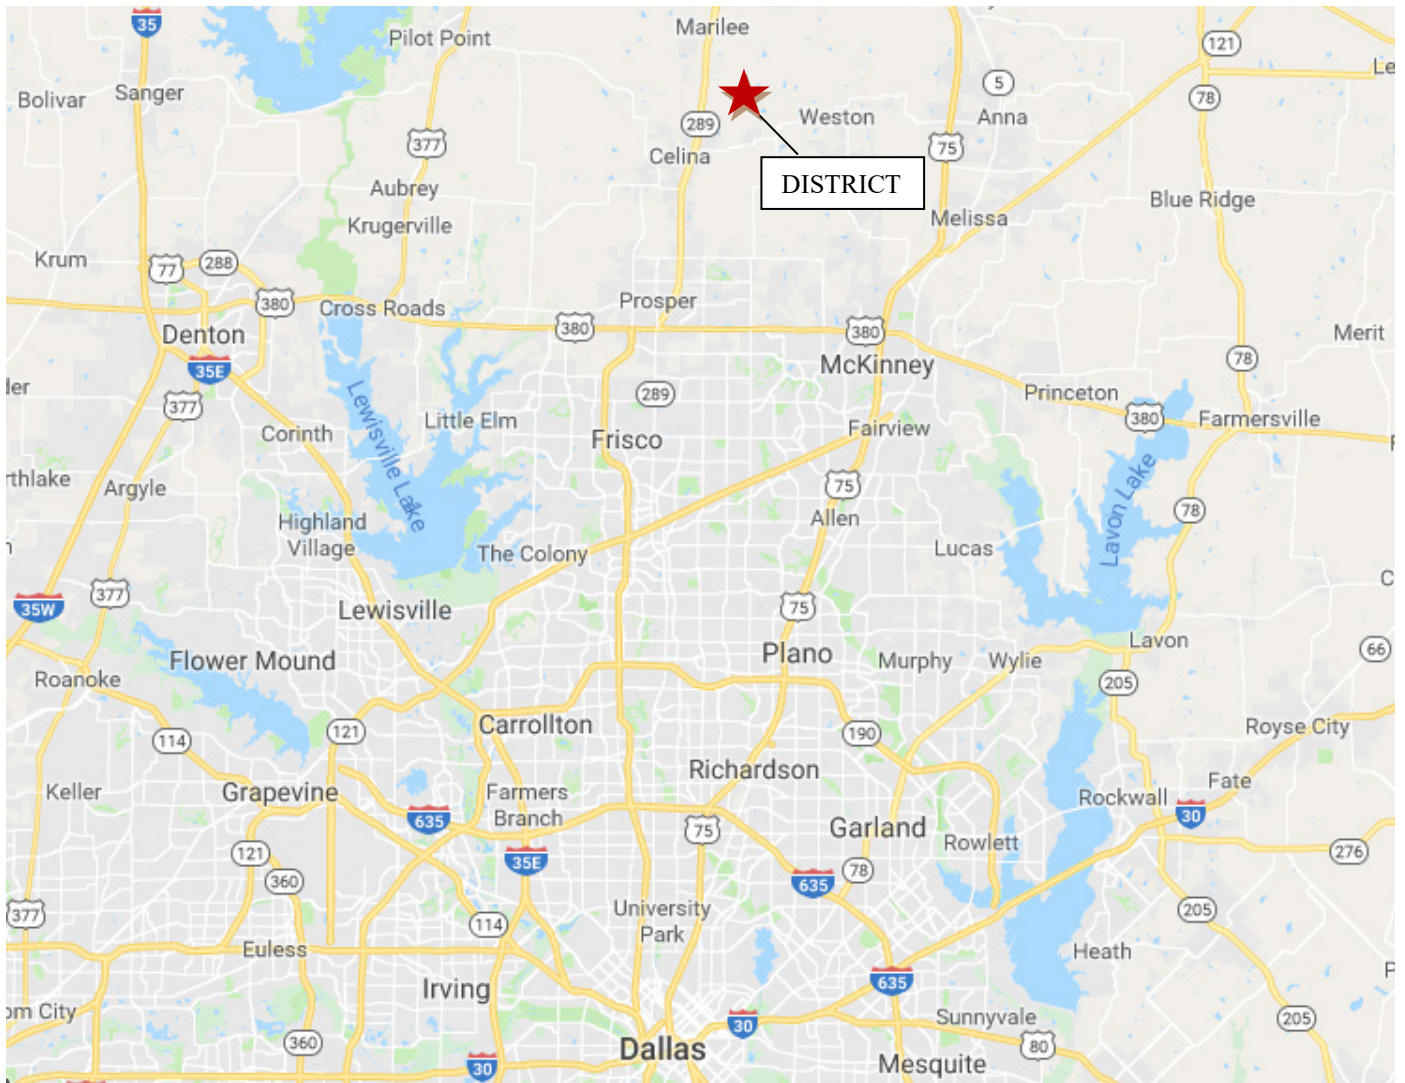 35
Pilot Point
Marilee
121
Le
Bolivar
Sanger
5
78
289
Weston
Anna
377
75
Celina
DISTRICT
Aubrey
Blue Ridge
Krugerville
Melissa
Krum
77
288
380
Cross Roads
Prosper
380
380
Denton
Merit
35E
McKinney
78
ler
377
289
Princeton
380
Farmersville
Lewisville Lake
Little Elm
Corinth
Frisco
Fairview
rthlake
Argyle
75
Lavon Lake
78
Highland
Village
Allen
The Colony
Lucas
35W
377
Lewisville
75
C
Flower Mound
Plano
Murphy
Wylie
Lavon
66
Roanoke
205
121
Carrollton
190
Royse City
114
Richardson
Keller
Grapevine
Farmers
Branch
Fate
Rockwall
30
635
75
Garland
Rowlett
121
35E
78
276
360
635
377
University
Park
205
114
Euless
Heath
635
P
Irving
om City
30
Sunnyvale
205
360
Dallas
80
30
Mesquite